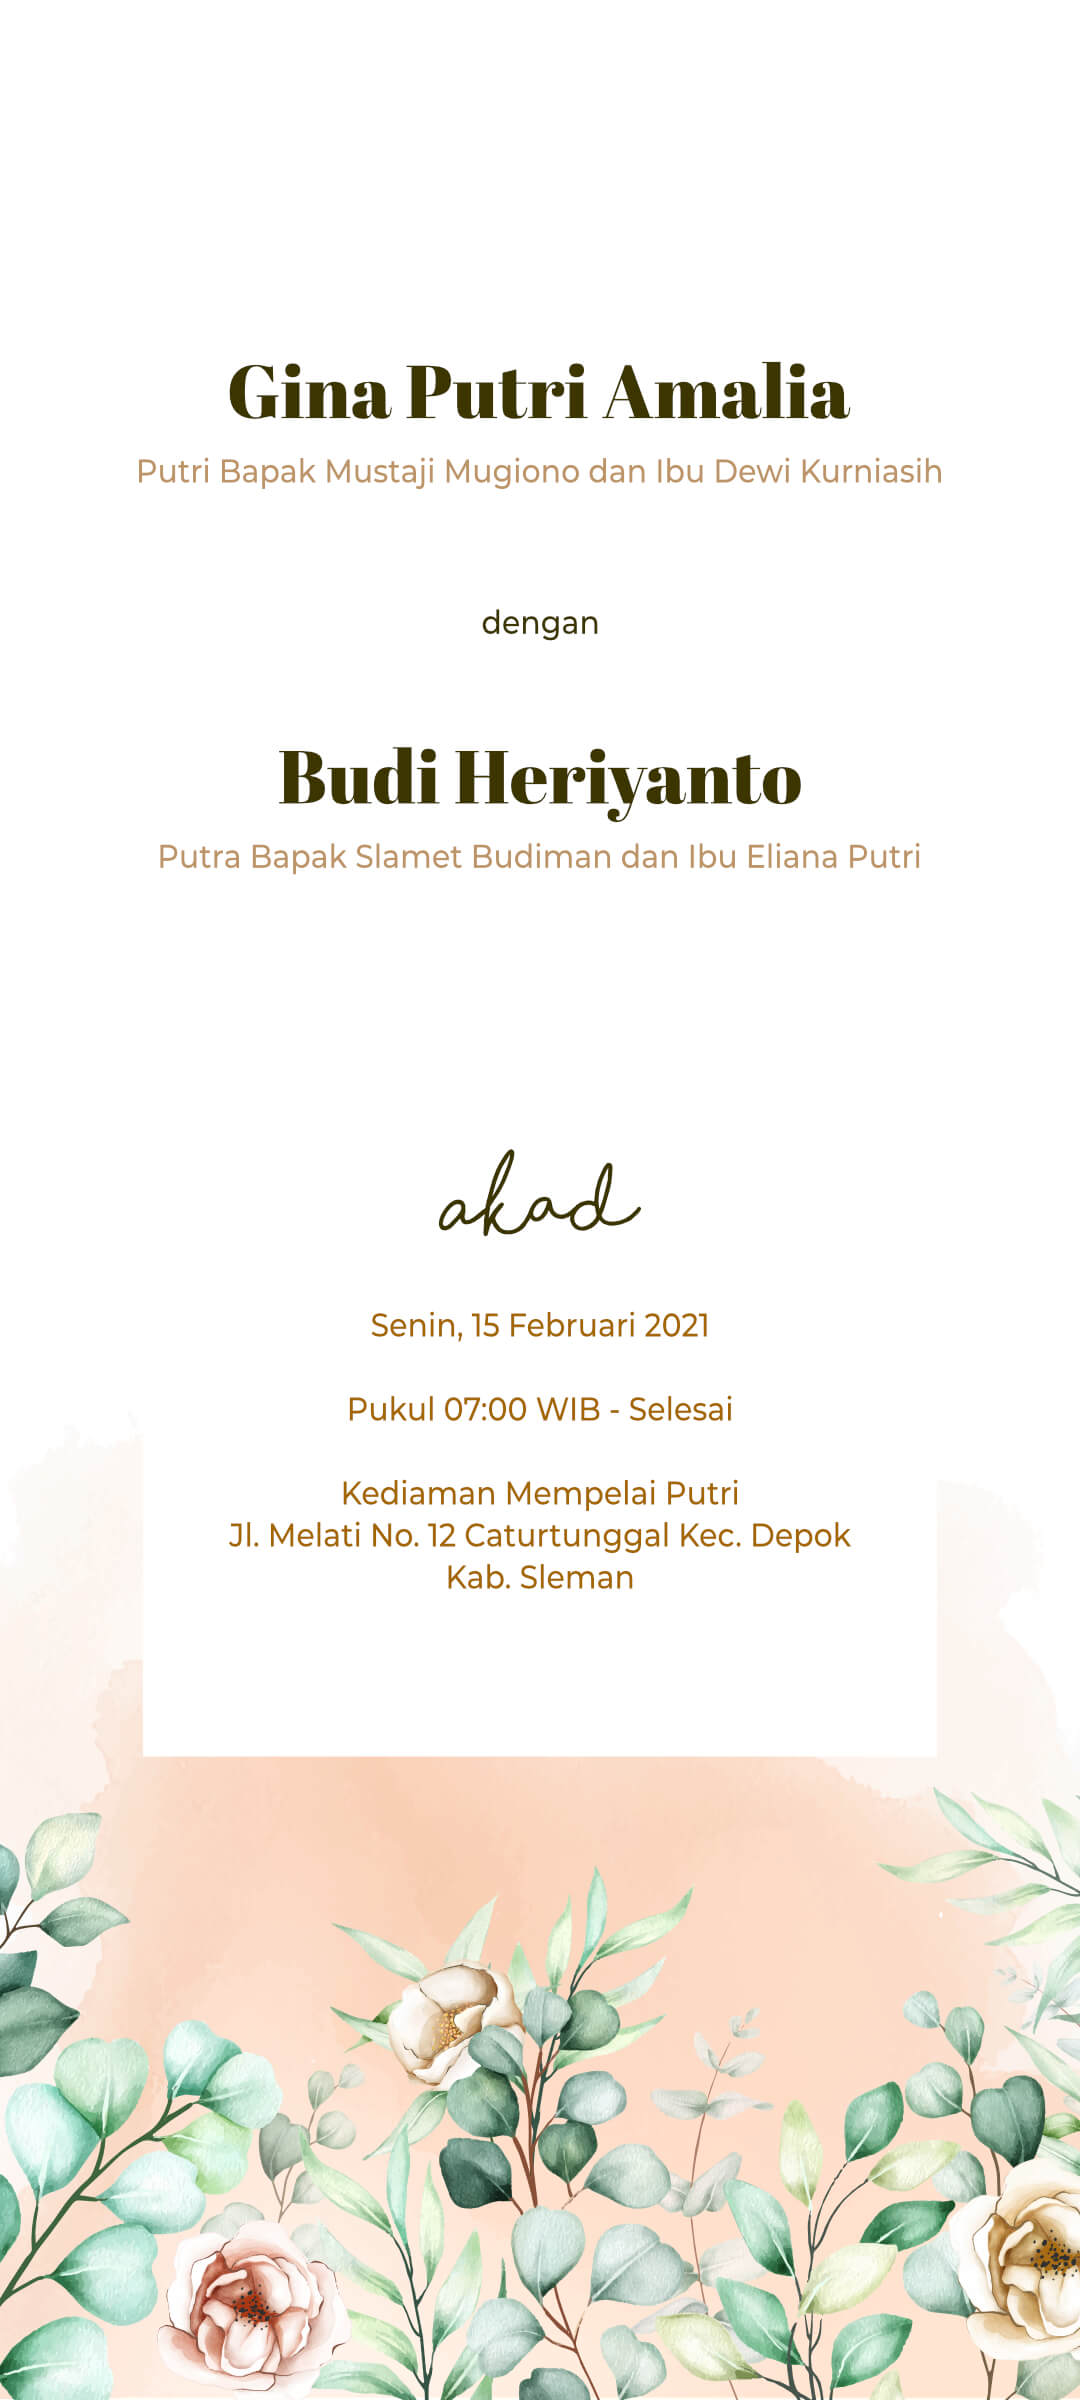 Gina Putri Amalia
Putri Bapak Mustaji Mugiono dan Ibu Dewi Kurniasih
dengan
Budi Heriyanto
Putra Bapak Slamet Budiman dan Ibu Eliana Putri
akad
Senin, 15 Februari 2021
Pukul 07:00 WIB - Selesai
Kediaman Mempelai Putri
Jl. Melati No. 12 Caturtunggal Kec. Depok
Kab. Sleman